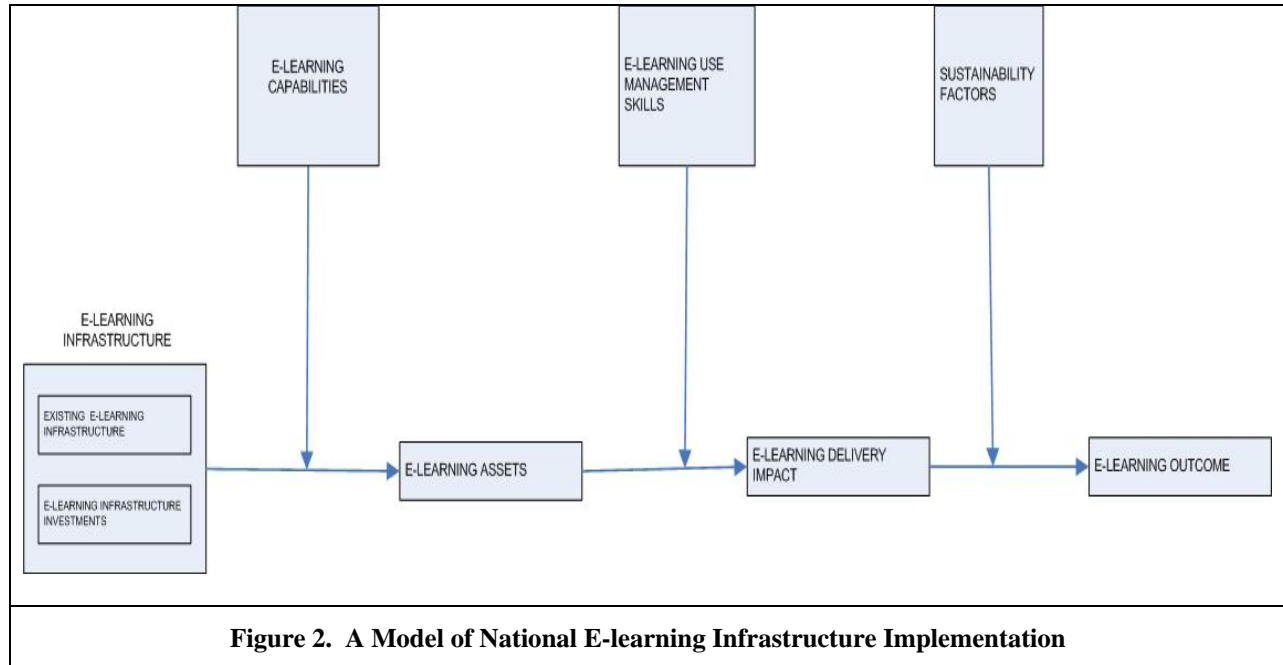 E-LEARNING
CAPABILITIES
E-LEARNING USE
MANAGEMENT
SKILLS
SUSTAINABILITY
FACTORS
E-LEARNING
INFRASTRUCTURE
EXISTING E-LEARNING
INFRASTRUCTURE
E-LEARNING INFRASTRUCTURE
INVESTMENTS
E-LEARNING ASSETS
E-LEARNING DELIVERY
IMPACT
E-LEARNING OUTCOME
Figure 2. A Model of National E-learning Infrastructure Implementation